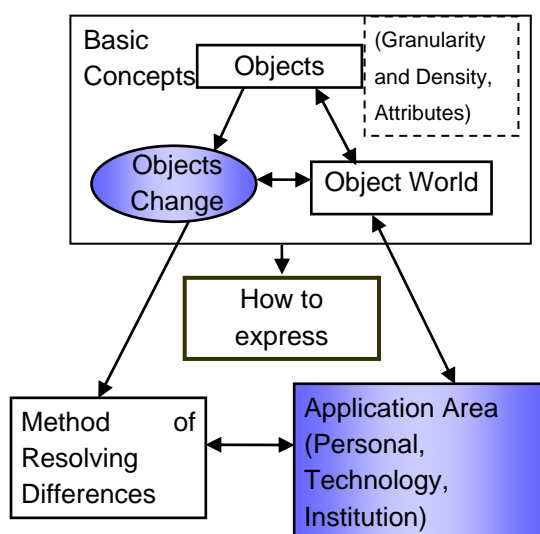 Basic
Concepts
Objects
(Granularity
and Density,
Attributes)
Objects
Change
Object World
How to
express
Method of
Resolving
Differences
Application Area
(Personal,
Technology,
Institution)